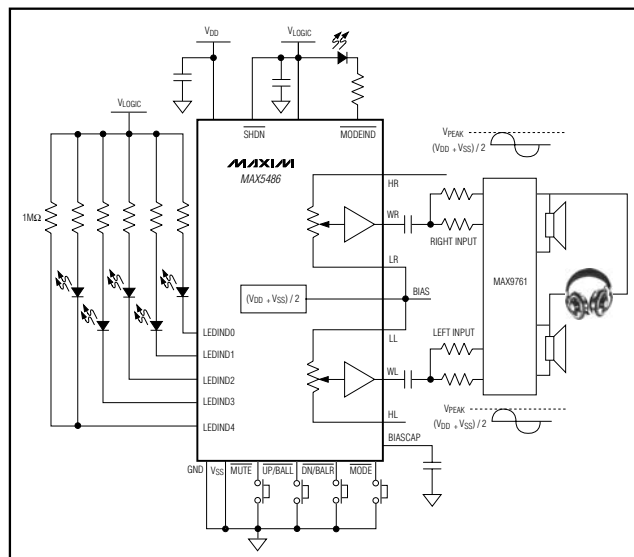 VDD
VLOGIC
VLOGIC
SHDN
MODEIND
MAXIM
MAX5486
VPEAK
(VDD + VSS) / 2
HR
WR
RIGHT INPUT
1MΩ
LR
MAX9761
(VDD + VSS) / 2
BIAS
LL
LEDIND0
LEDIND1
LEFT INPUT
WL
LEDIND2
LEDIND3
HL
VPEAK
(VDD + VSS) / 2
LEDIND4
BIASCAP
GND
VSS
MUTE
UP/BALL
DN/BALR
MODE